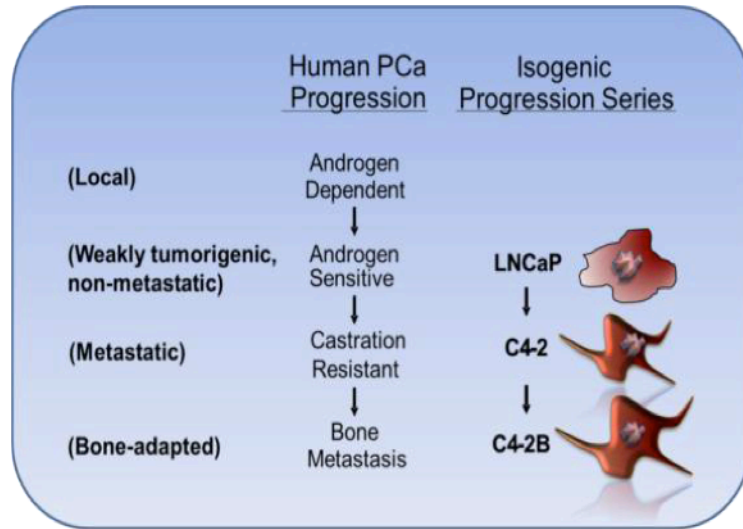 Human PCa
Progression
Isogenic
Progression Series
(Local)
Androgen
Dependent
(Weakly tumorigenic,
non-metastatic)
Androgen
Sensitive
LNCaP
(Metastatic)
Castration
Resistant
C4-2
(Bone-adapted)
Bone
Metastasis
C4-2B